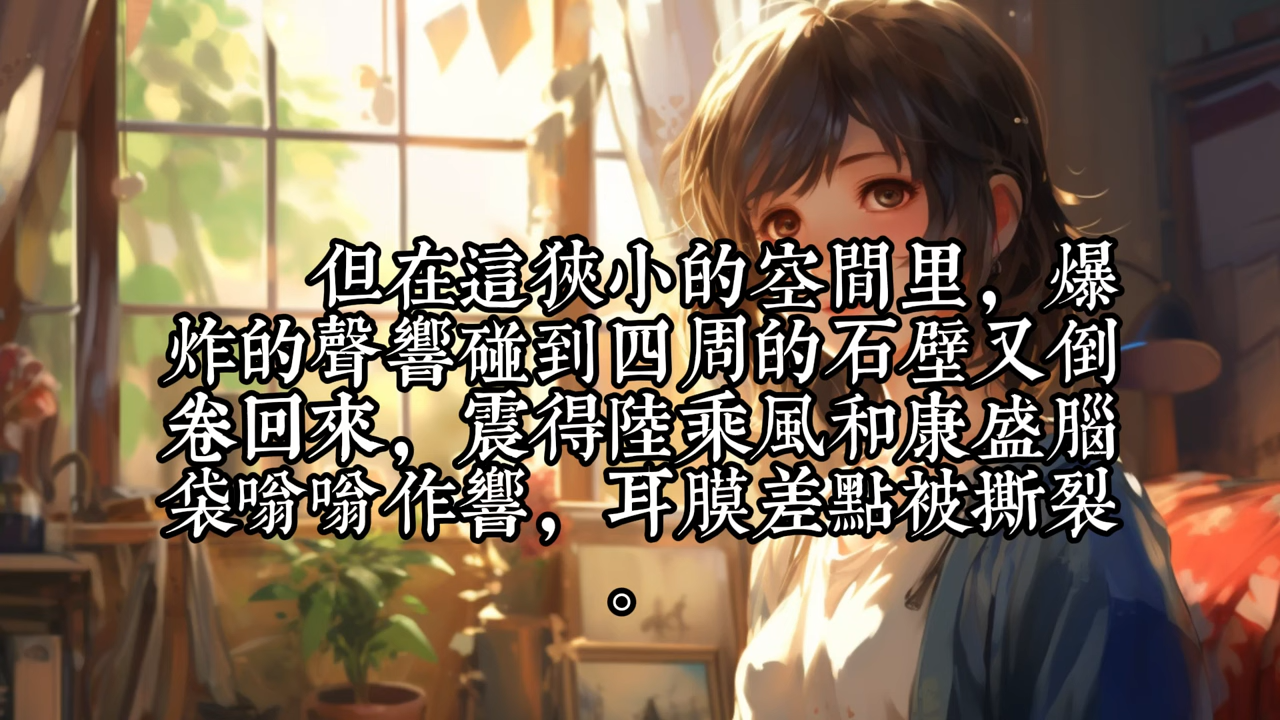 但在這狹小的空間里，爆
炸的聲響碰到四周的石壁又倒
卷回來，震得陸乘風和康盛腦
袋嗡嗡作響，耳膜差點被撕裂
。